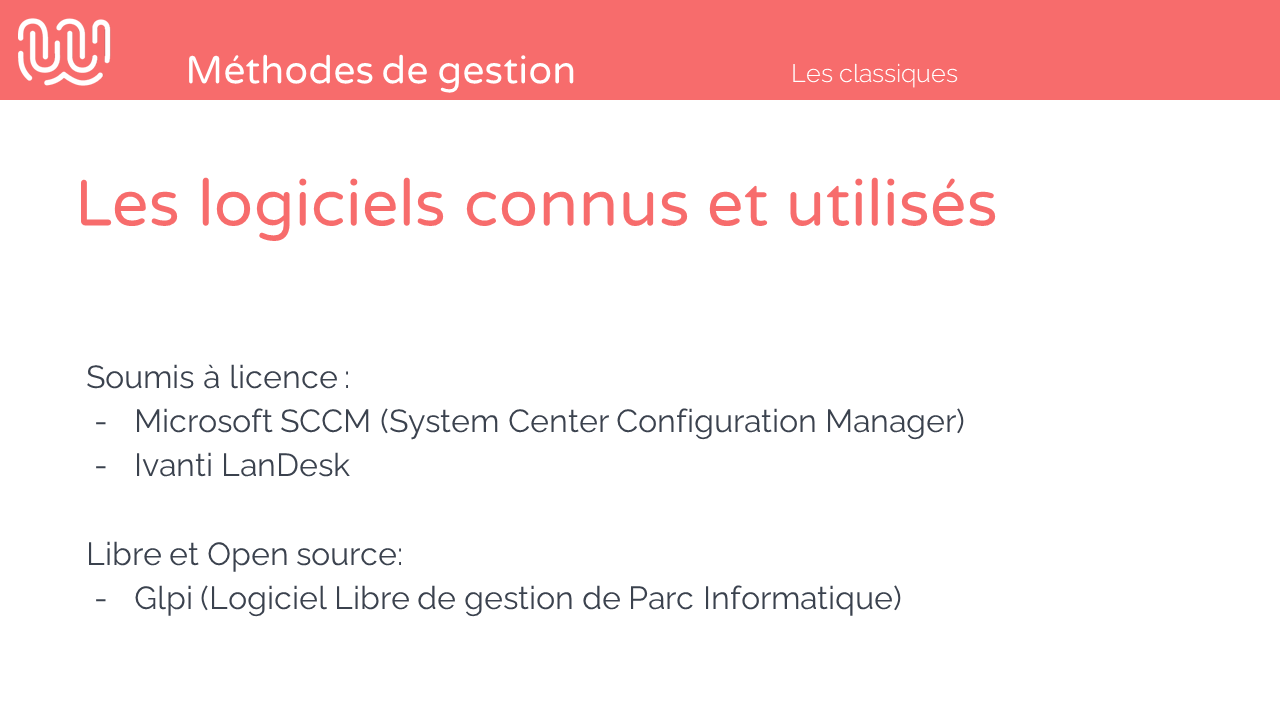 Méthodes de gestion
Les classiques
Les logiciels connus et utilisés
Soumis à licence :
- Microsoft SCCM (System Center Configuration Manager)
- Ivanti LanDesk
Libre et Open source:
- Glpi (Logiciel Libre de gestion de Parc Informatique)